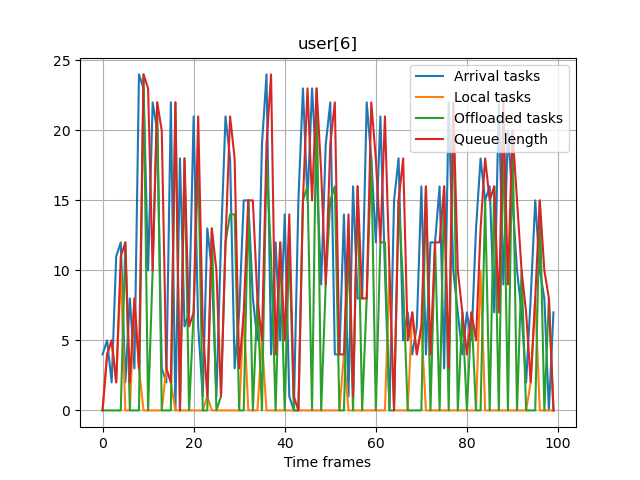 user[6]
25
20
15
10
5
0
Arrival tasks
Local tasks
Offloaded tasks
Queue length
0 20 40 60 80 100
Time frames